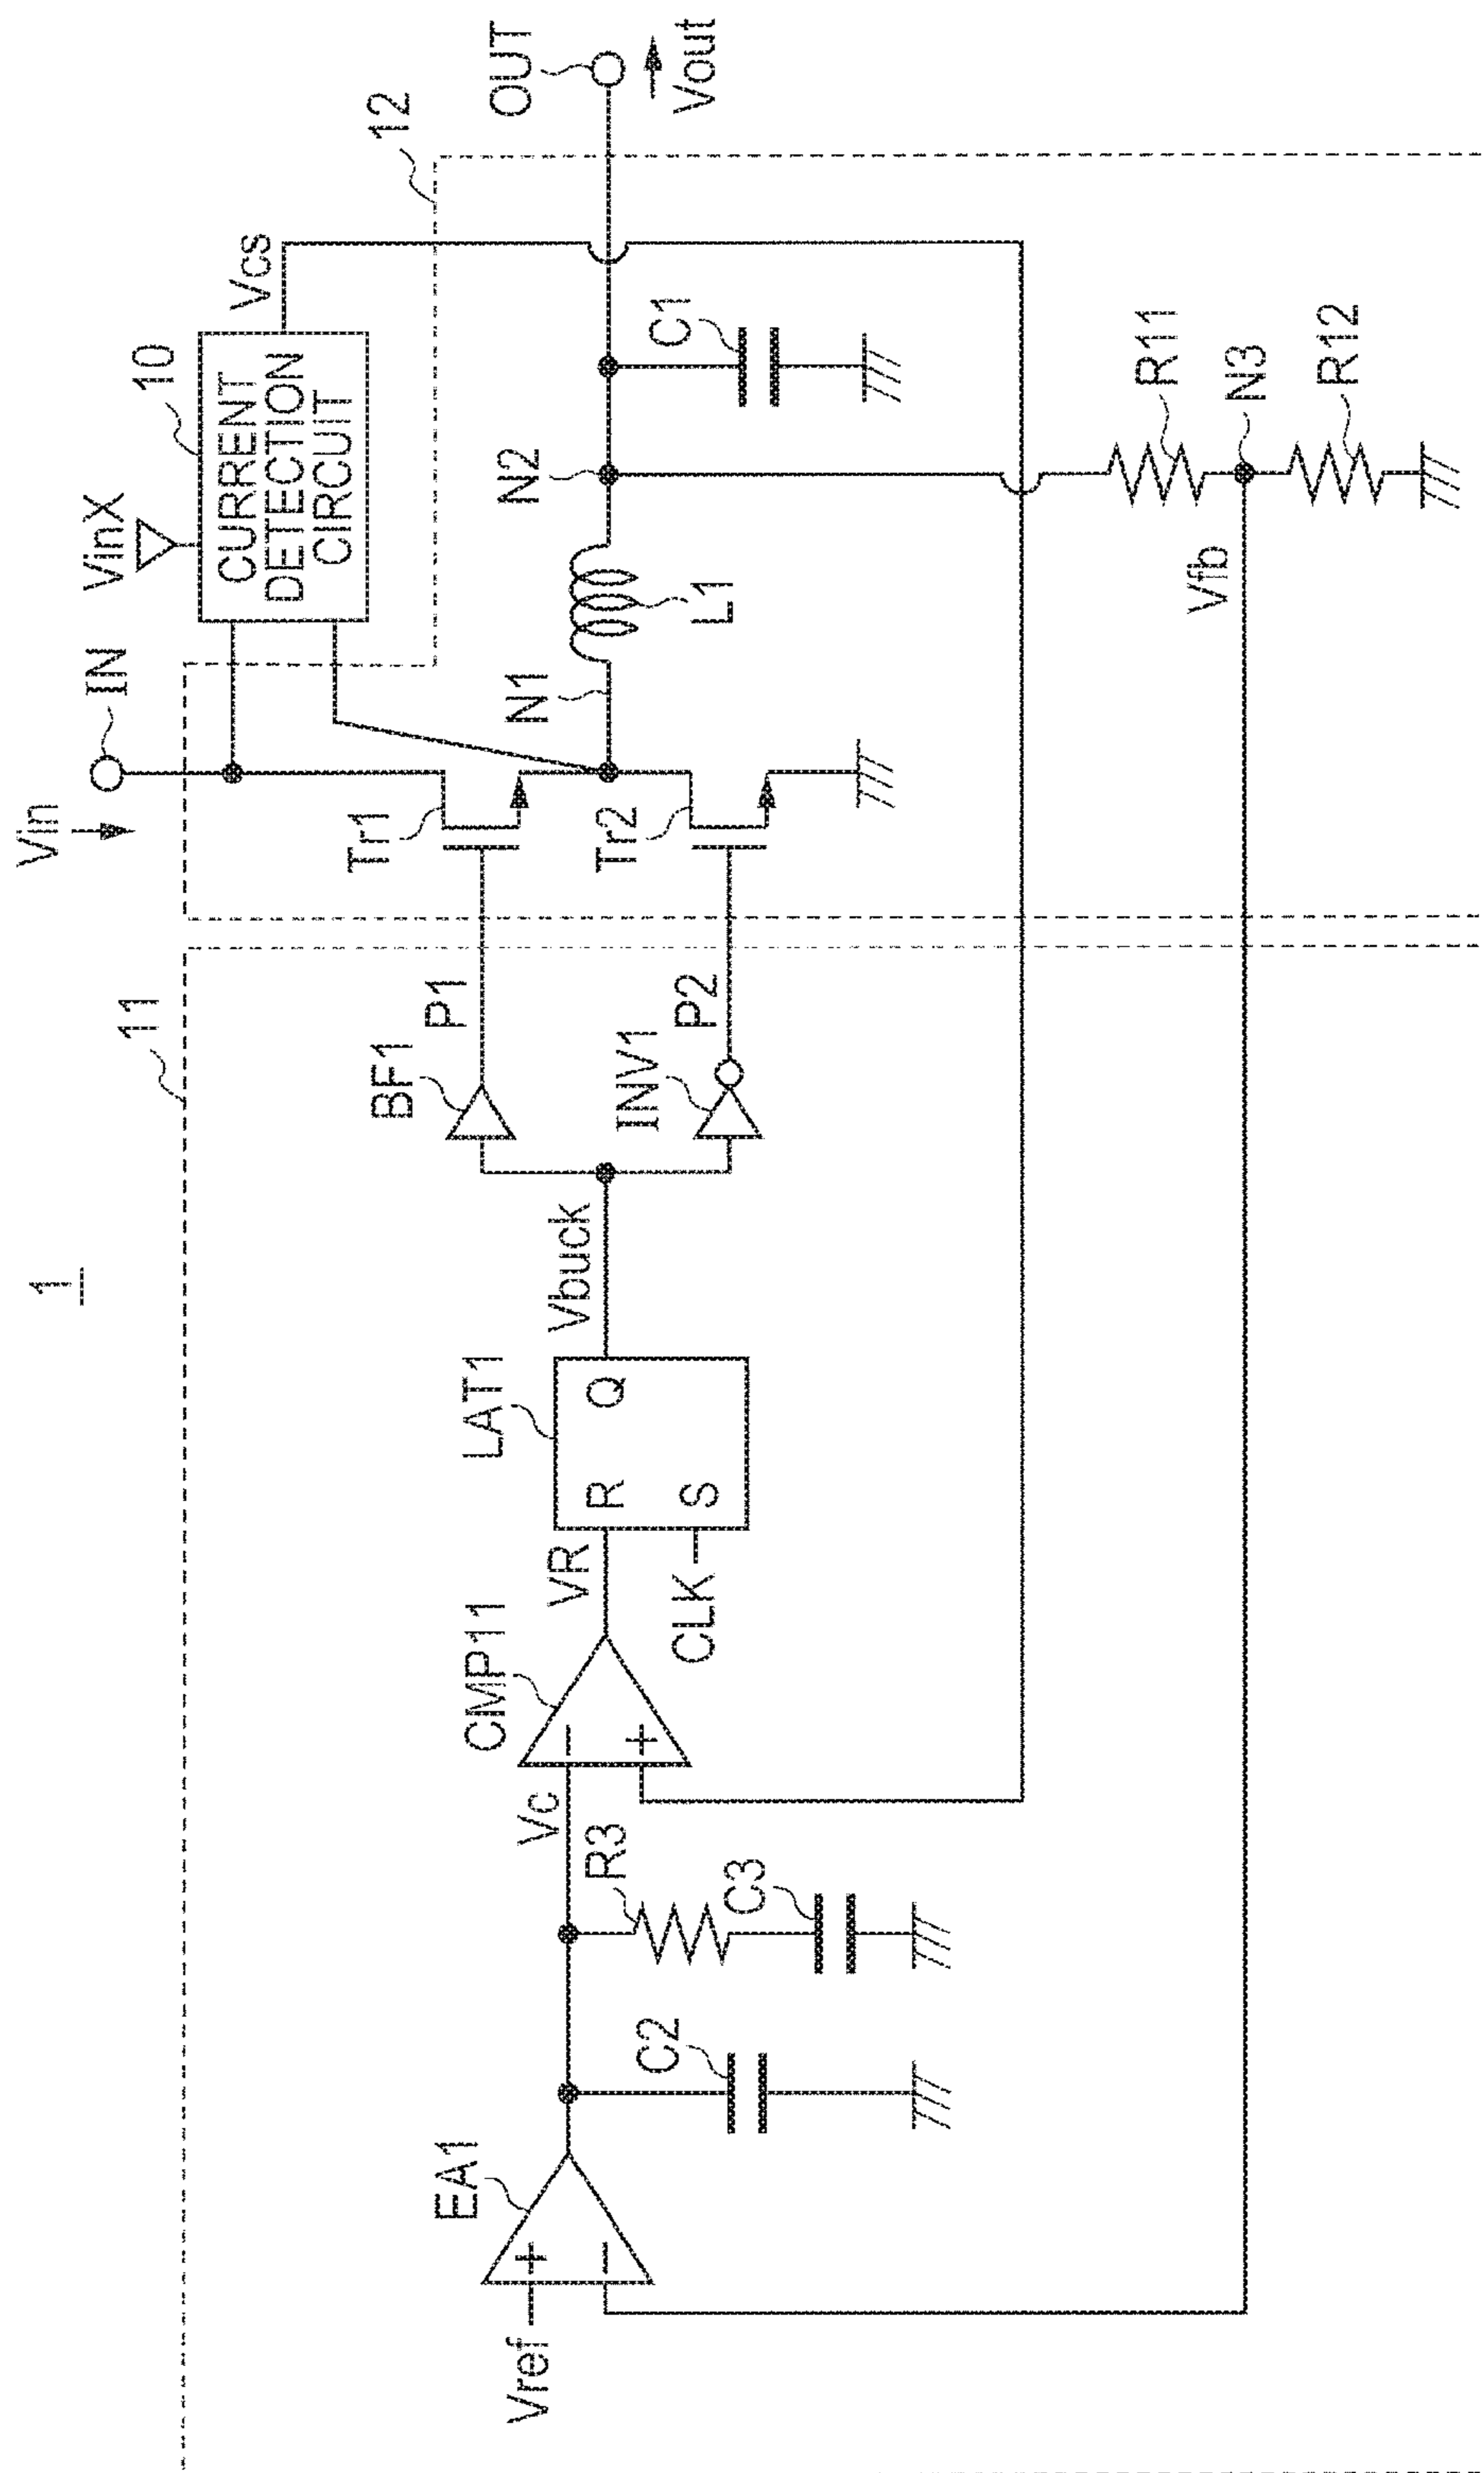 1
11
12
Vin
IN
VinX
10
CURRENT
DETECTION
CIRCUIT
Vcs
OUT
Vout
Tr1
Tr2
N1
L1
N2
C1
P1
BF1
P2
INV1
Vbuck
LAT1
R
Q
S
VR
CLK
CMP11
−
+
Vc
R3
C3
C2
EA1
+
−
Vref
Vfb
R11
N3
R12